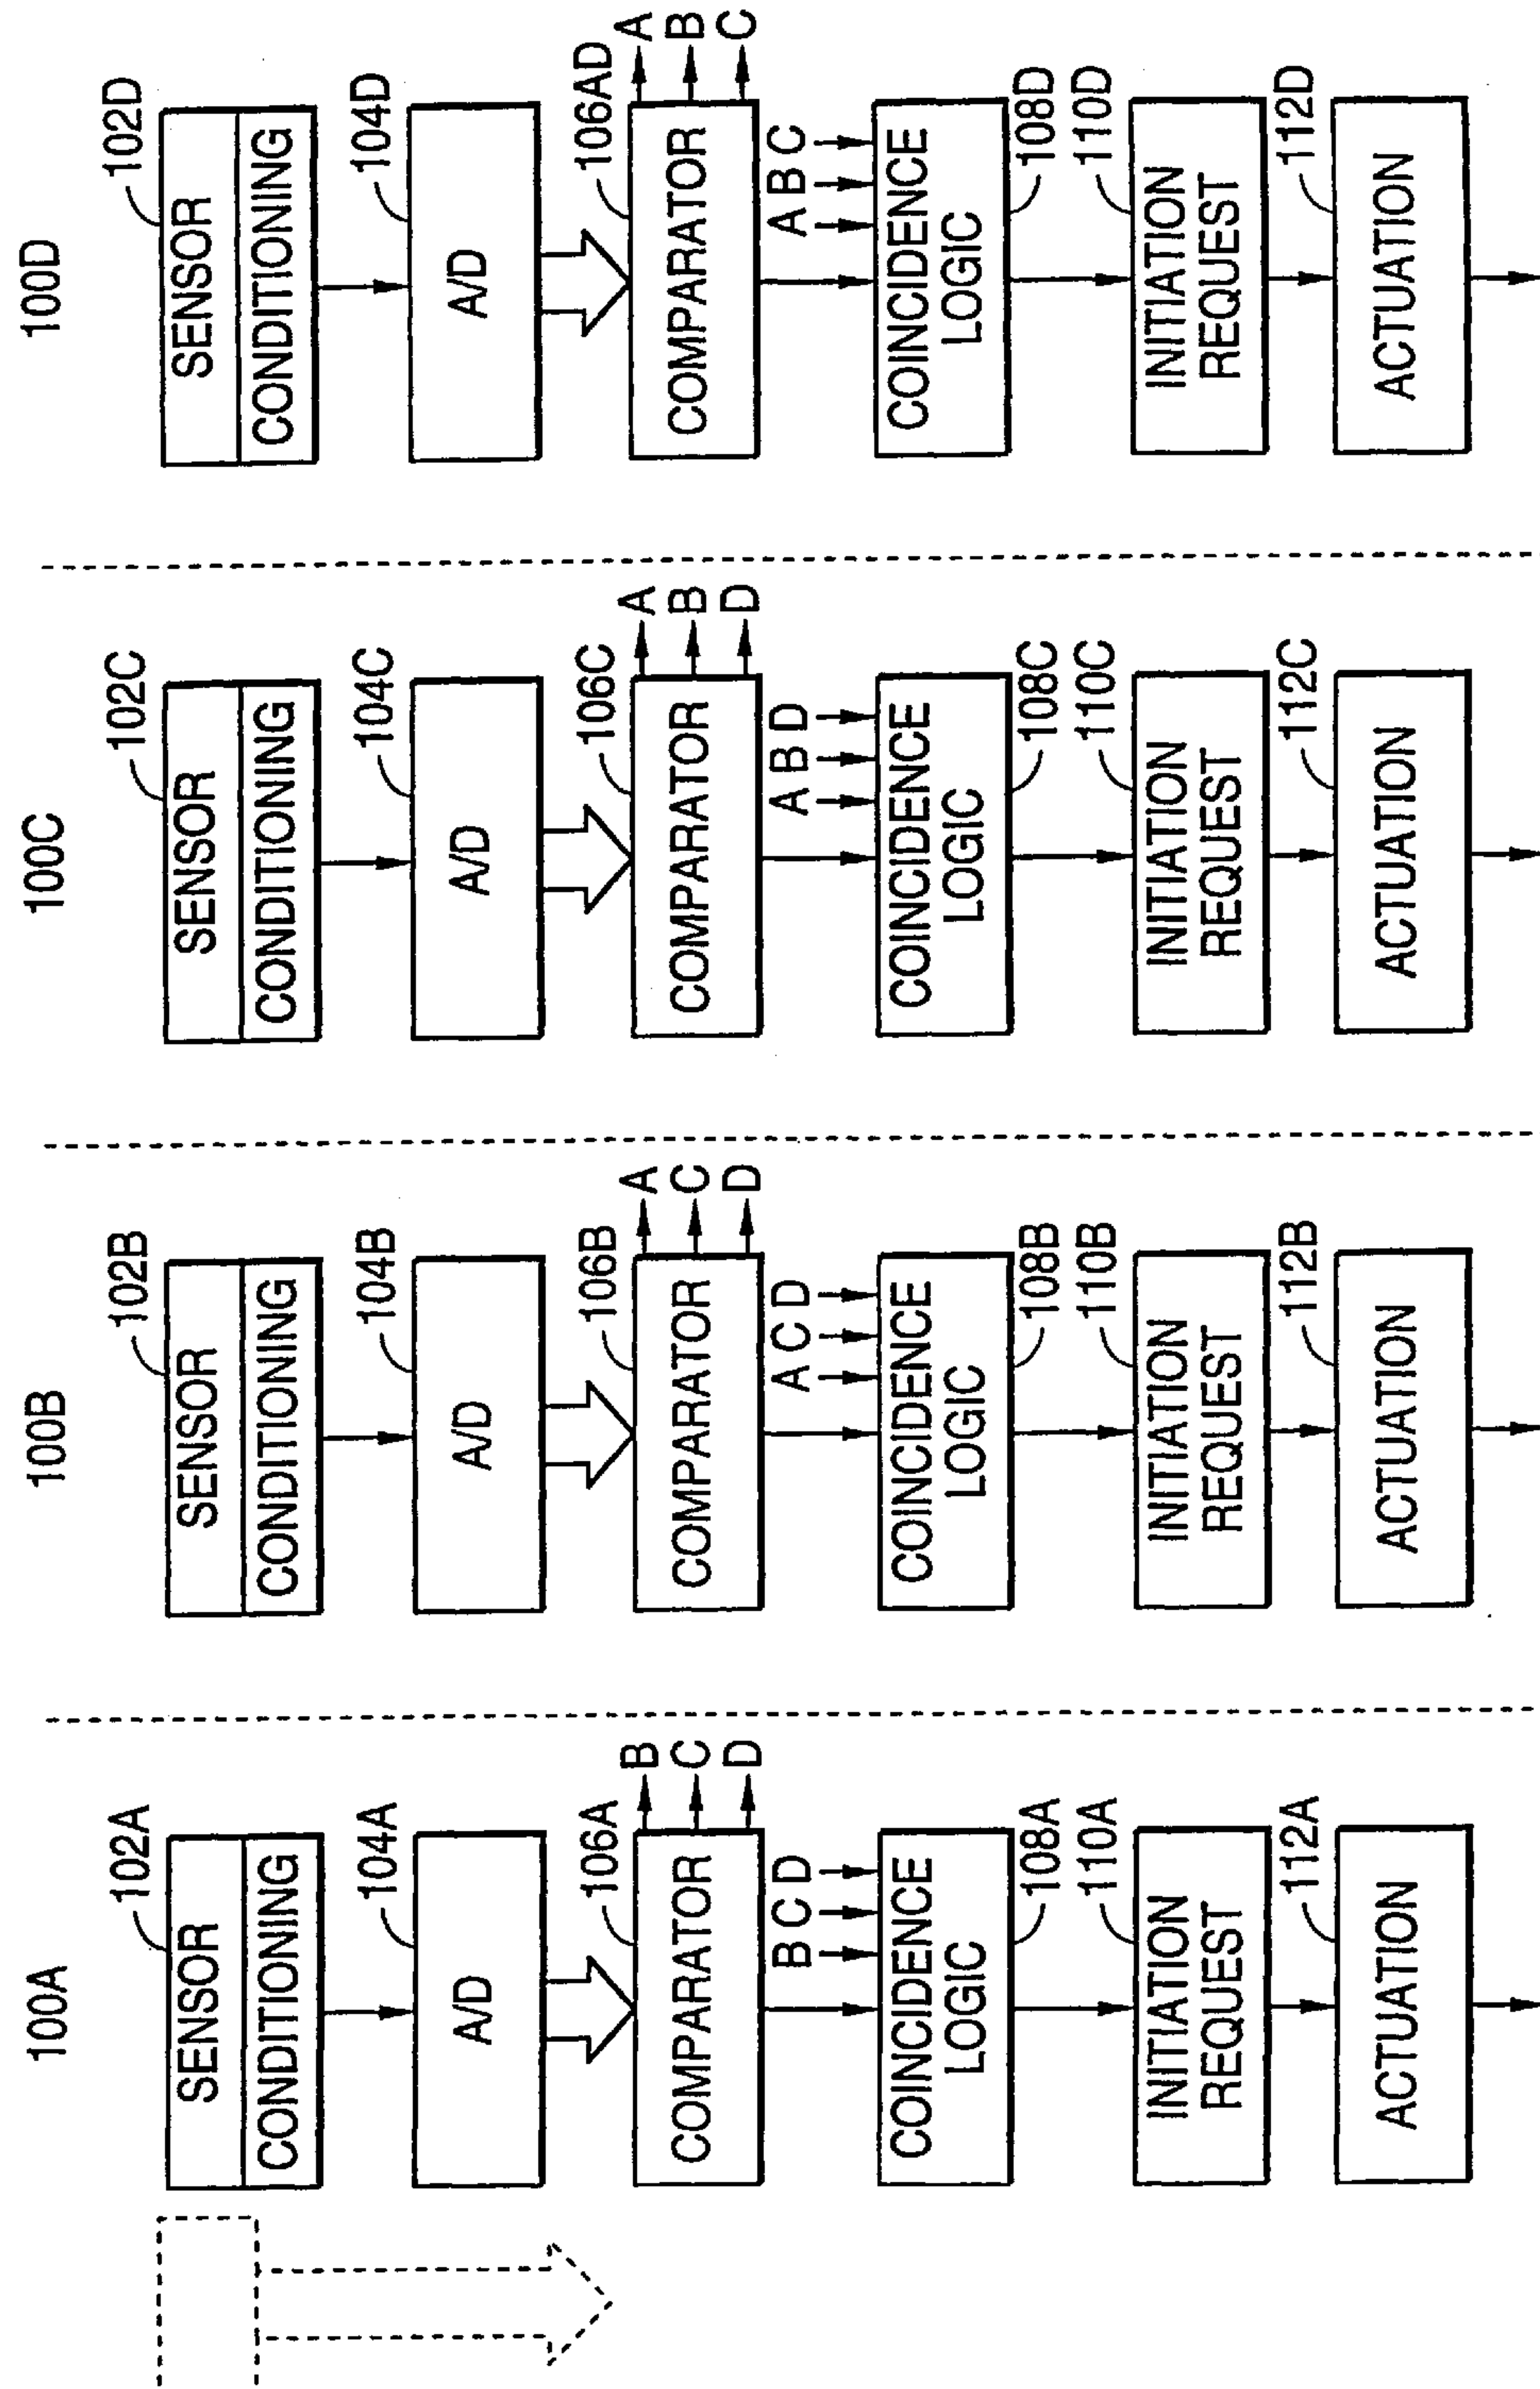 100A
102A
SENSOR
CONDITIONING
104A
A/D
106A
COMPARATOR
B
C
D
B C D
COINCIDENCE
LOGIC
108A
110A
INITIATION
REQUEST
112A
ACTUATION
100B
102B
SENSOR
CONDITIONING
104B
A/D
106B
COMPARATOR
A
C
D
A C D
COINCIDENCE
LOGIC
108B
110B
INITIATION
REQUEST
112B
ACTUATION
100C
102C
SENSOR
CONDITIONING
104C
A/D
106C
COMPARATOR
A
B
D
A B D
COINCIDENCE
LOGIC
108C
110C
INITIATION
REQUEST
112C
ACTUATION
100D
102D
SENSOR
CONDITIONING
104D
A/D
106AD
COMPARATOR
A
B
C
A B C
COINCIDENCE
LOGIC
108D
110D
INITIATION
REQUEST
112D
ACTUATION